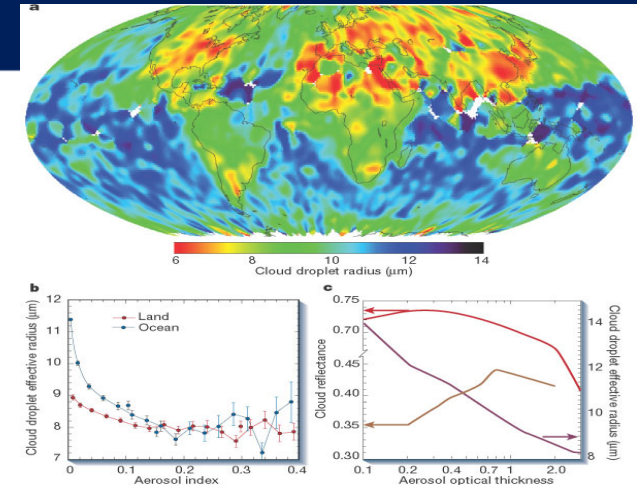 a
6 8 10 12 14
Cloud droplet radius (μm)
b
Cloud droplet effective radius (μm)
12
11
10
9
8
7
Land
Ocean
0 0.1 0.2 0.3 0.4
Aerosol index
c
Cloud reflectance
0.75
0.70
0.45
0.40
0.35
0.30
14
12
10
8
Cloud droplet effective radius (μm)
0.1 0.2 0.4 0.7 1 2.0
Aerosol optical thickness